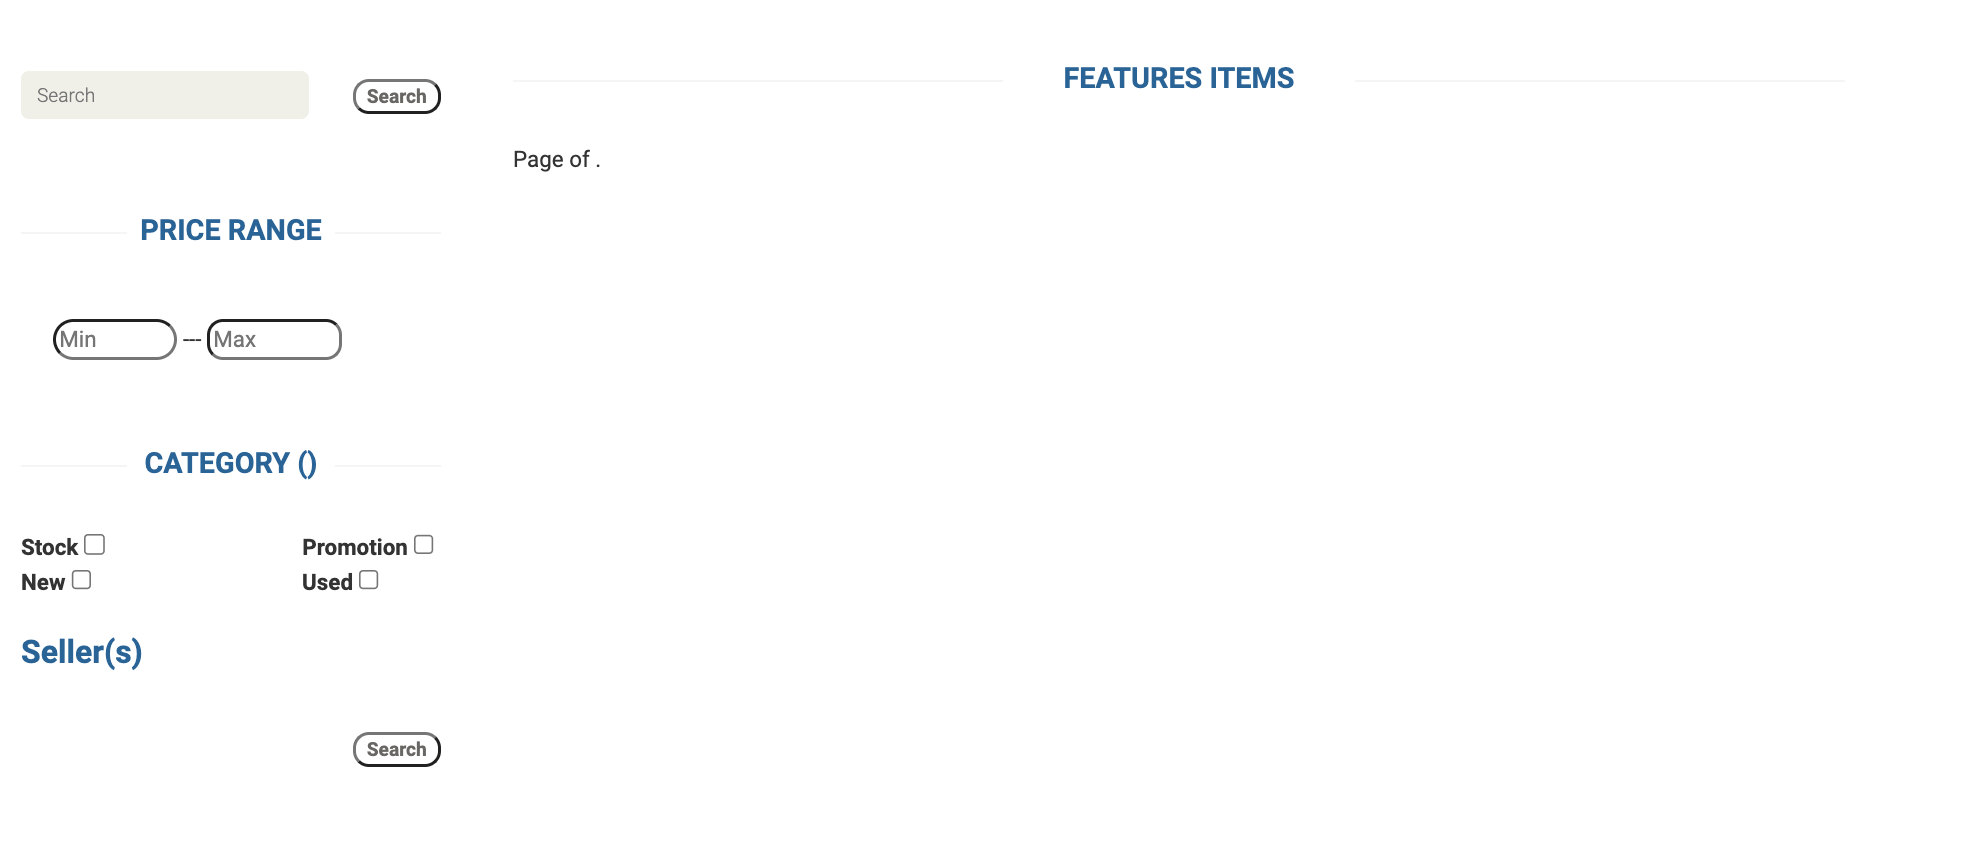 Search
Search
FEATURES ITEMS
Page of .
PRICE RANGE
Min --- Max
CATEGORY ()
Stock
Promotion
New
Used
Seller(s)
Search